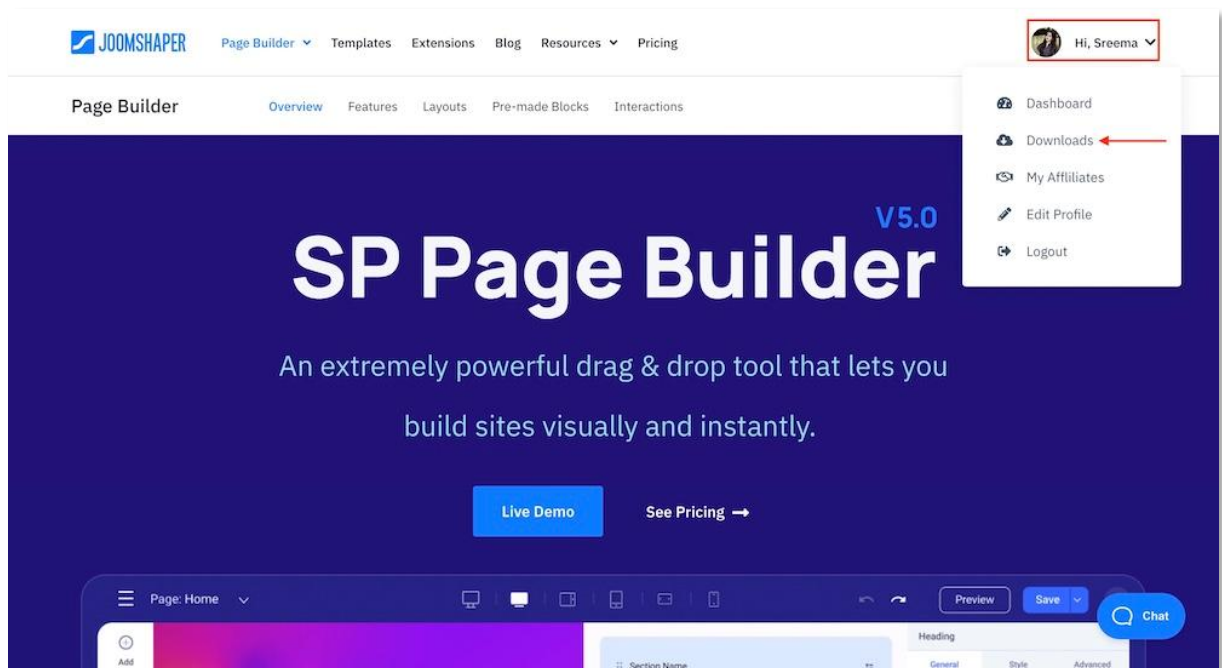 JOOMSHAPER Page Builder Templates Extensions Blog Resources Pricing Hi, Sreema
Page Builder Overview Features Layouts Pre-made Blocks Interactions
Dashboard
Downloads
My Affliliates
Edit Profile
Logout
V5.0
SP Page Builder
An extremely powerful drag & drop tool that lets you
build sites visually and instantly.
Live Demo See Pricing
Page: Home Preview Save
Chat
Add Section Name Heading
General Style Advanced